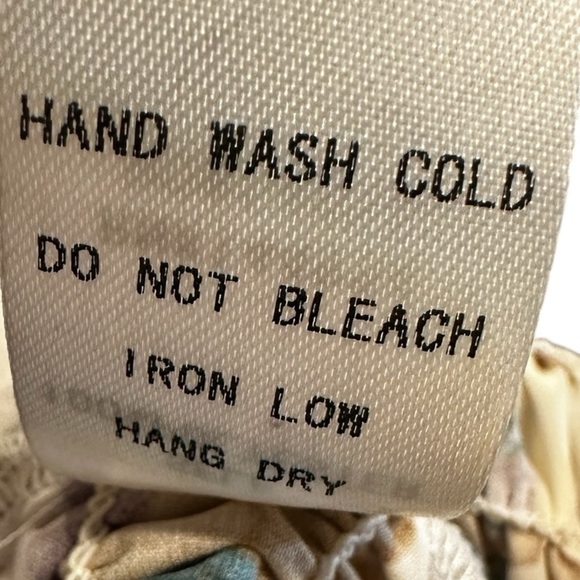 HAND WASH COLD
DO NOT BLEACH
IRON LOW
HANG DRY